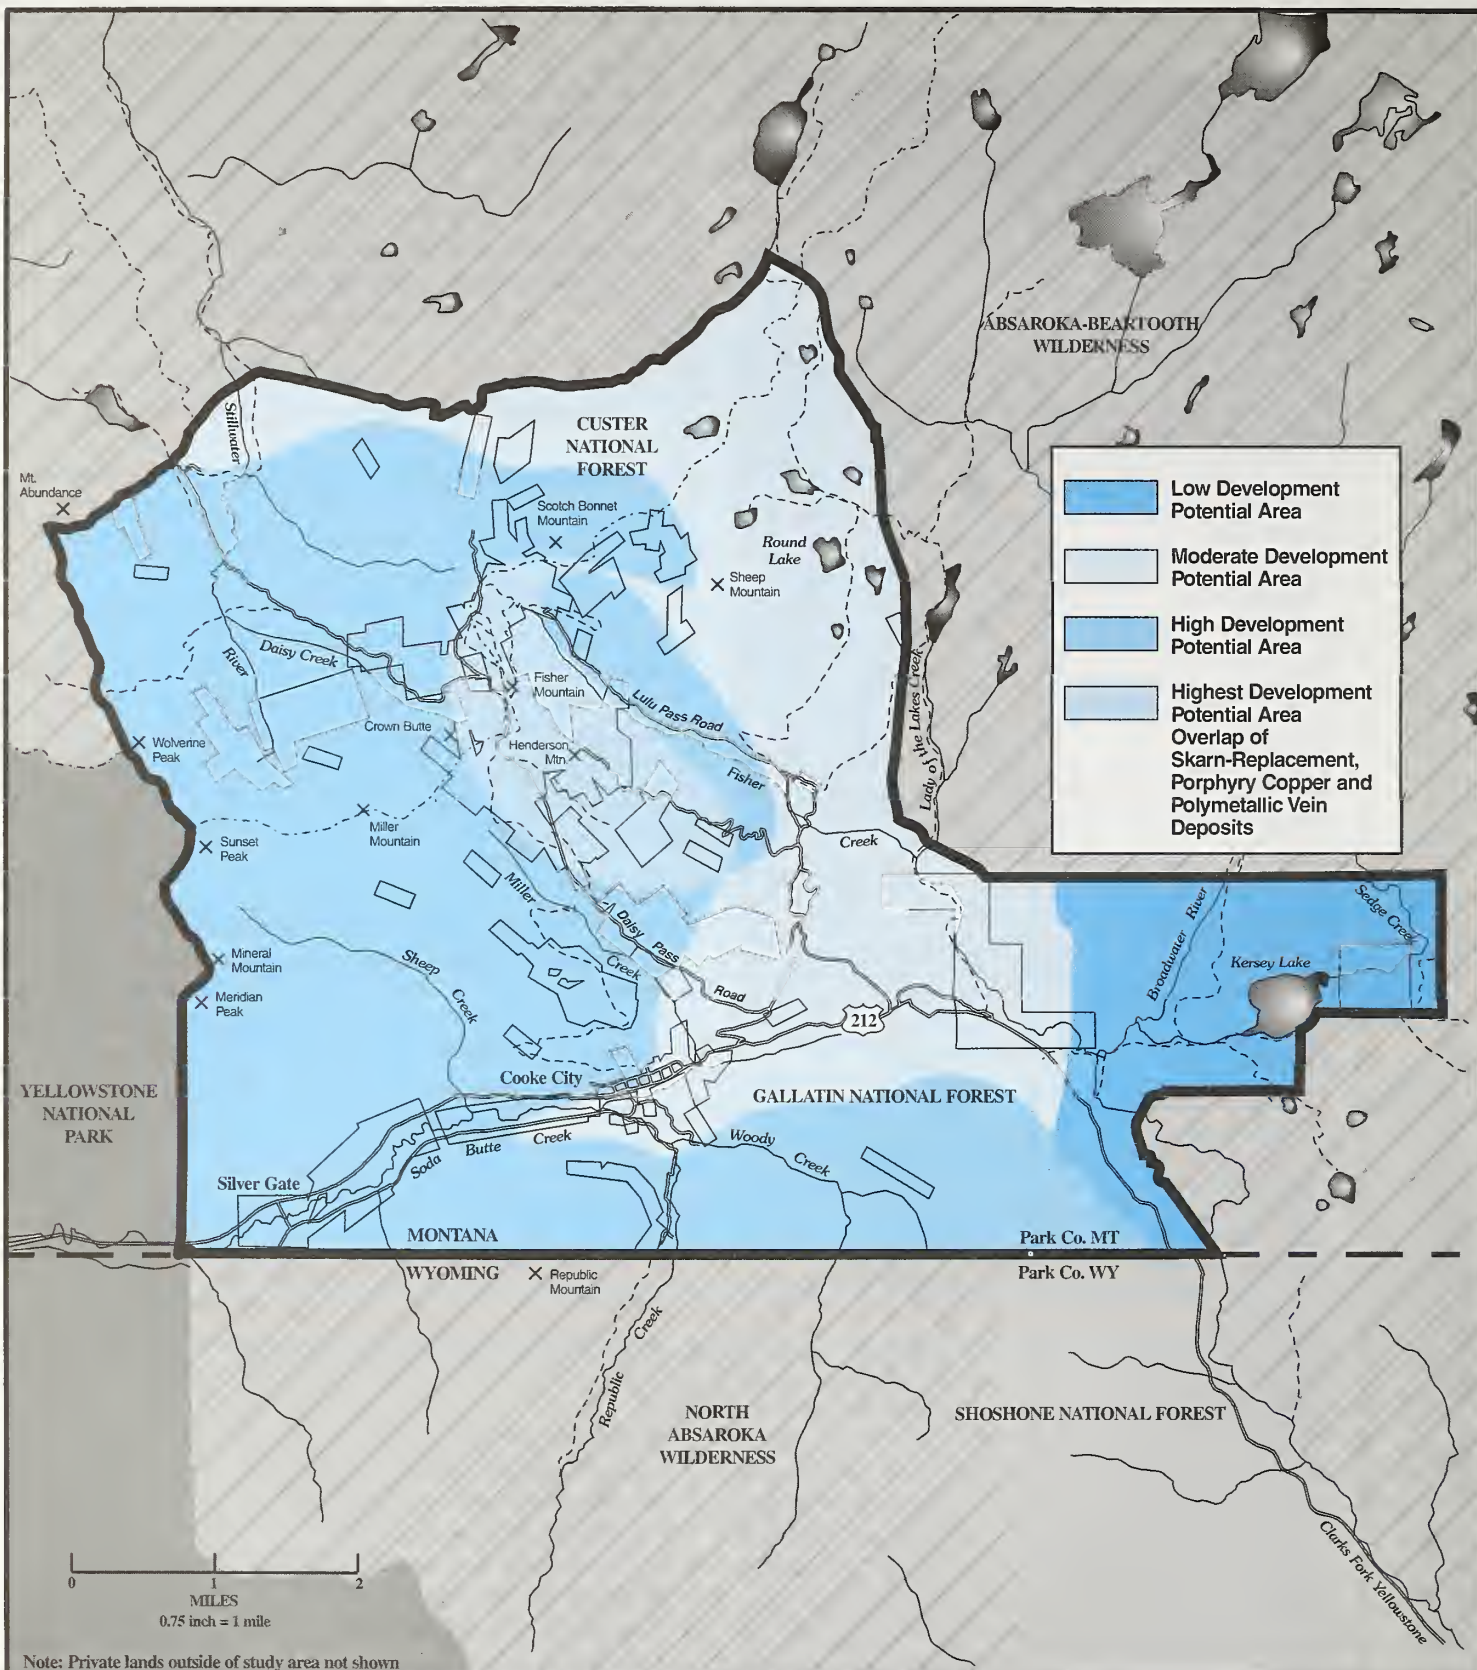 ABSAROKA-BEARTOOTH
WILDERNESS
CUSTER
NATIONAL
FOREST
Stillwater
Mt.
Abundance
Scotch Bonnet
Mountain
Round
Lake
Sheep
Mountain
Low Development
Potential Area
Moderate Development
Potential Area
High Development
Potential Area
Highest Development
Potential Area
Overlap of
Skarn-Replacement,
Porphyry Copper and
Polymetallic Vein
Deposits
Daisy Creek
River
Fisher
Mountain
Lulu Pass Road
Lady of the Lakes Creek
Crown Butte
Wolverine
Peak
Henderson
Mtn.
Fisher
Creek
Miller
Mountain
Sunset
Peak
Miller
Creek
Daisy Pass
Road
Sheep
Creek
Mineral
Mountain
Meridian
Peak
Broadwater River
Sedge Creek
Kersey Lake
212
Cooke City
GALLATIN NATIONAL FOREST
YELLOWSTONE
NATIONAL
PARK
Soda Butte Creek
Woody
Creek
Silver Gate
MONTANA
Park Co. MT
WYOMING
Park Co. WY
Republic
Mountain
Republic Creek
NORTH
ABSAROKA
WILDERNESS
SHOSHONE NATIONAL FOREST
Clarks Fork Yellowstone
0 1 2
MILES
0.75 inch = 1 mile
Note: Private lands outside of study area not shown